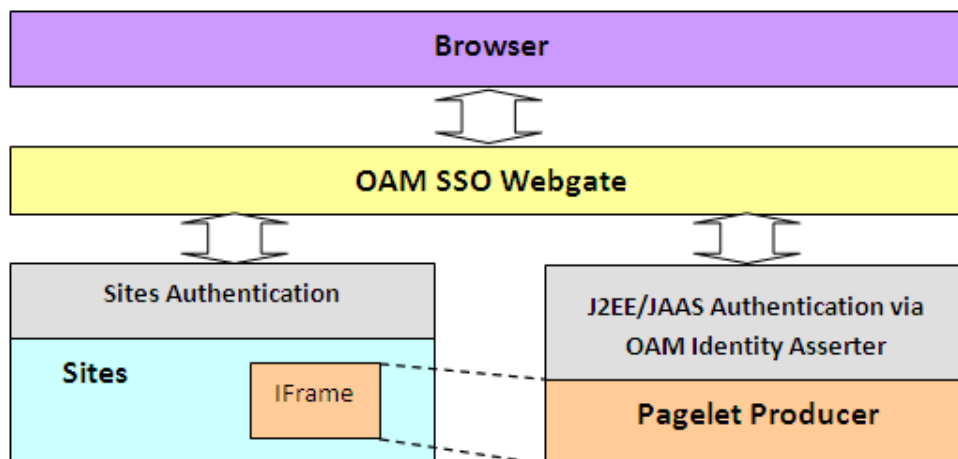 Browser
OAM SSO Webgate
Sites Authentication
Sites
IFrame
J2EE/JAAS Authentication via
OAM Identity Asserter
Pagelet Producer